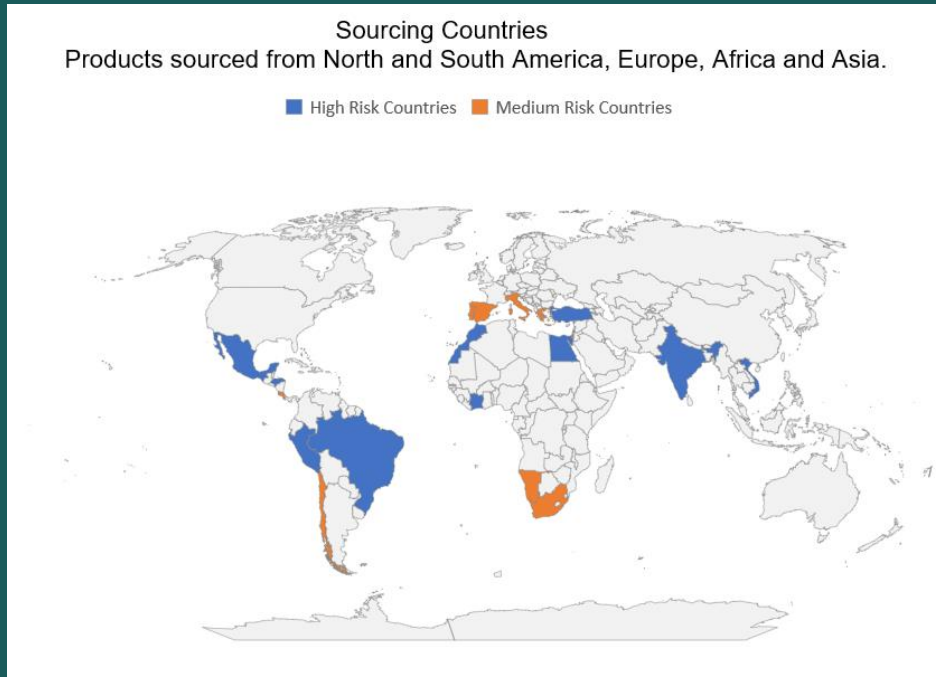 Sourcing Countries
Products sourced from North and South America, Europe, Africa and Asia.
High Risk Countries Medium Risk Countries